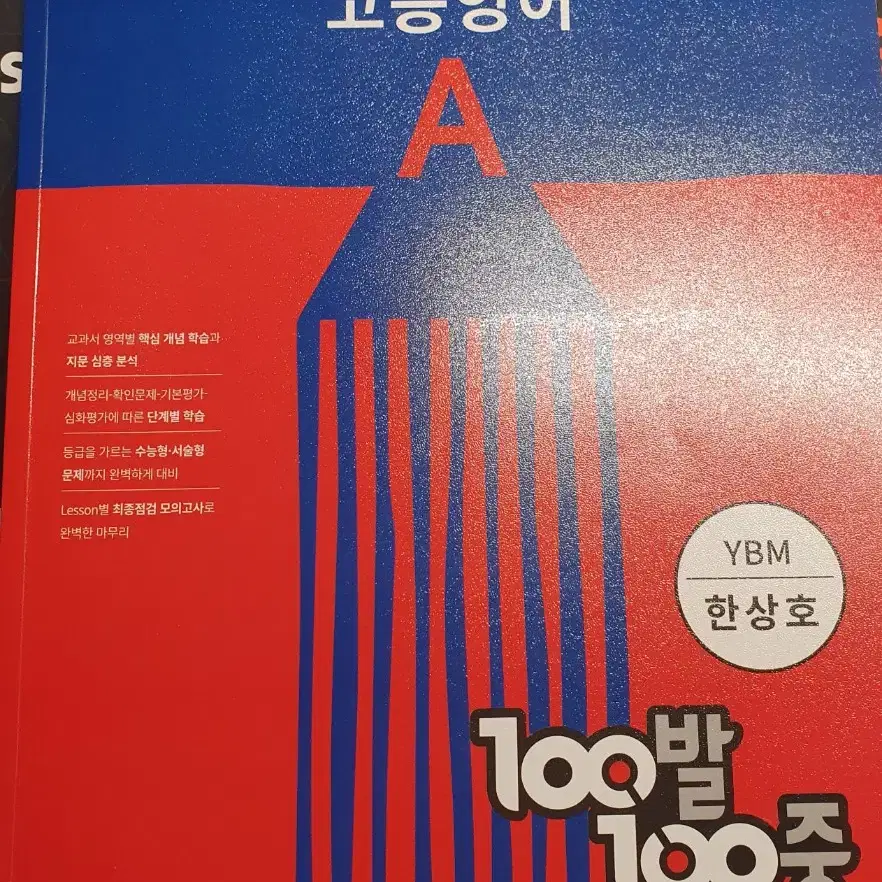 고등영어
S
A
교과서 영역별 핵심 개념 학습과
지문 심층 분석
개념정리-확인문제-기본평가-
심화평가에 따른 단계별 학습
등급을 가르는 수능형·서술형
문제까지 완벽하게 대비
Lesson별 최종점검 모의고사로
완벽한 마무리
YBM
한상호
100발
100중